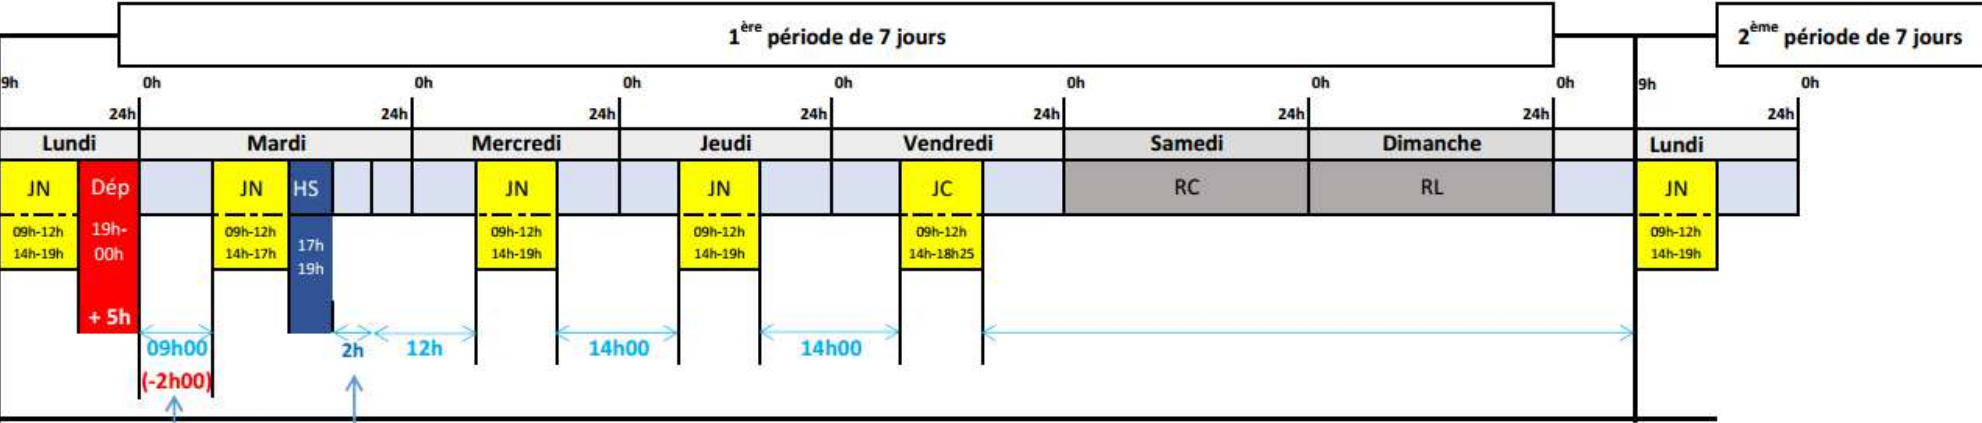 1ère période de 7 jours
2ème période de 7 jours
9h 0h 0h 0h 0h 0h 0h 0h 9h 0h
24h 24h 24h 24h 24h 24h 24h 24h
Lundi Mardi Mercredi Jeudi Vendredi Samedi Dimanche Lundi
JN Dép JN HS JN JN JC RC RL JN
09h-12h 19h- 09h-12h 09h-12h 09h-12h 09h-12h 09h-12h
14h-19h 00h 14h-17h 17h 14h-19h 14h-19h 14h-18h25 14h-19h
19h
+ 5h
09h00 2h 12h 14h00 14h00
(-2h00)